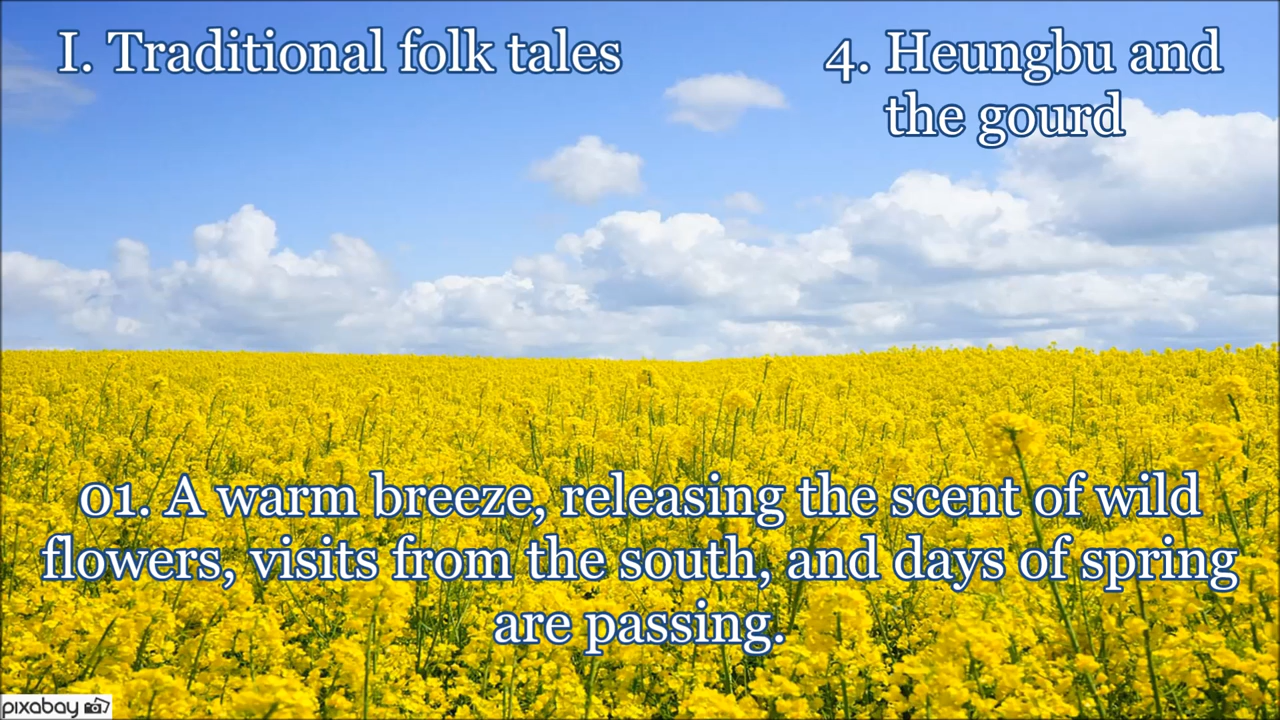 I. Traditional folk tales
4. Heungbu and
the gourd
01. A warm breeze, releasing the scent of wild
flowers, visits from the south, and days of spring
are passing.
pixabay